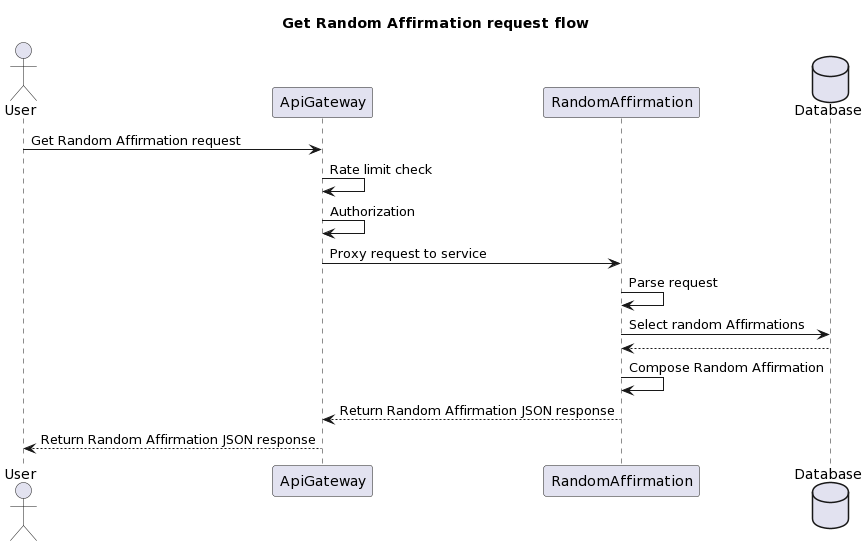 Get Random Affirmation request flow
User
ApiGateway
RandomAffirmation
Database
Get Random Affirmation request
Rate limit check
Authorization
Proxy request to service
Parse request
Select random Affirmations
Compose Random Affirmation
Return Random Affirmation JSON response
Return Random Affirmation JSON response
User
ApiGateway
RandomAffirmation
Database